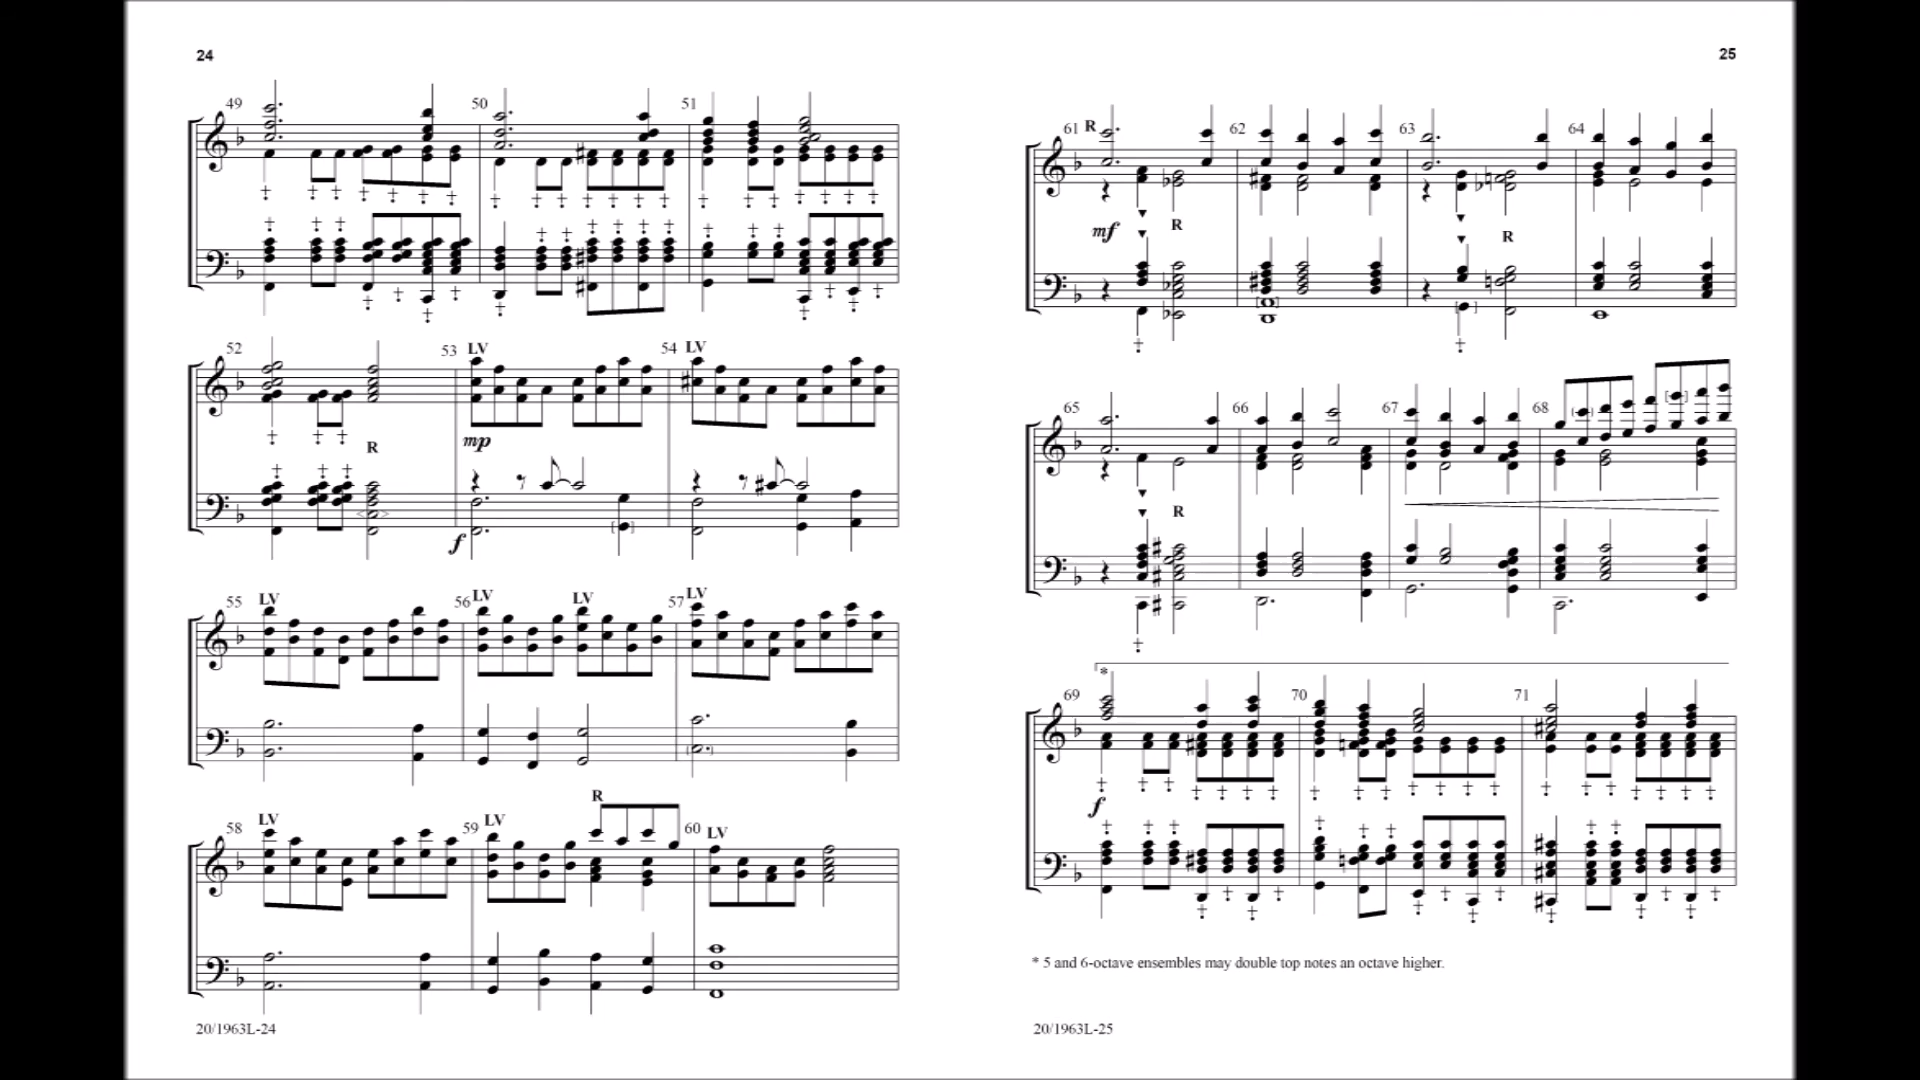 24
49 50 51
52 R
53 LV 54 LV
mp
f
55 LV 56 LV LV 57 LV
58 LV 59 LV R 60 LV
20/1963L-24
25
61 R 62 63 64
mf R R
65 66 67 68
R
*
69 70 71
f
* 5 and 6-octave ensembles may double top notes an octave higher.
20/1963L-25